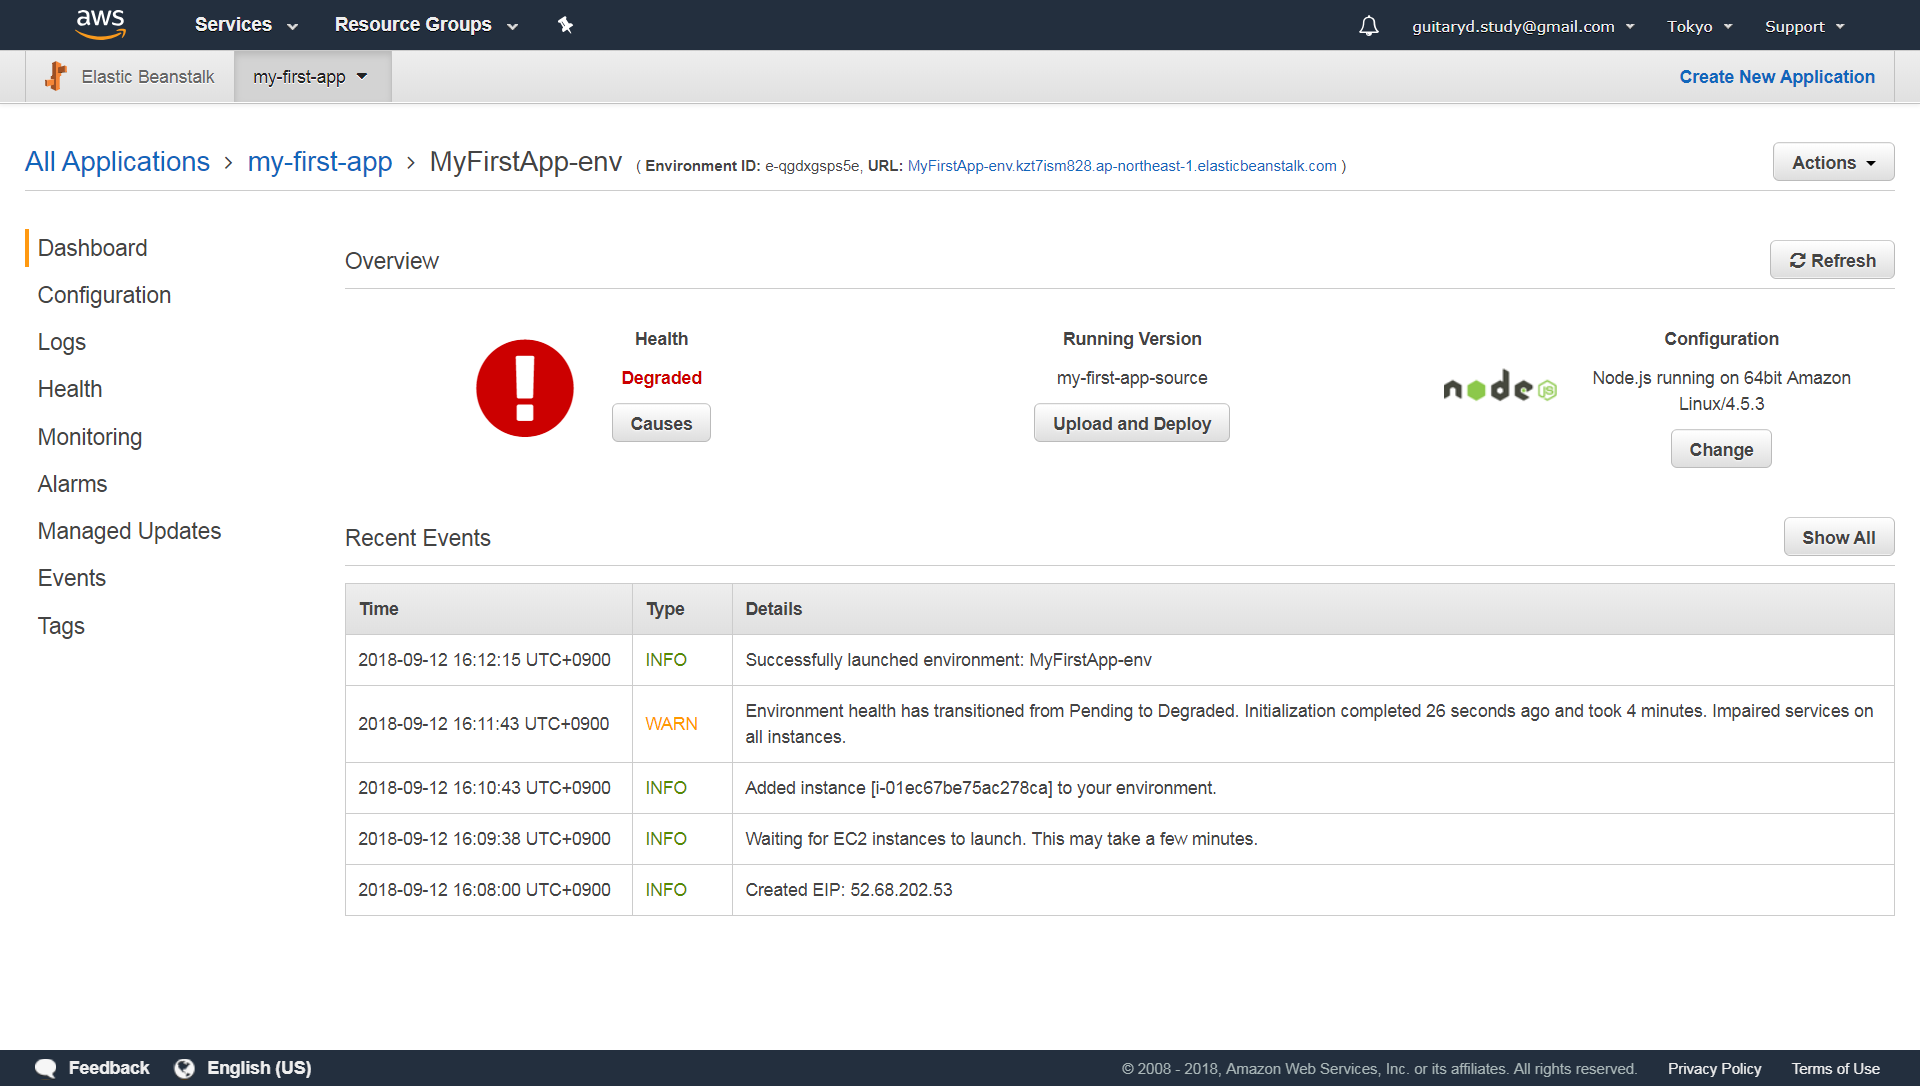 aws
Services
Resource Groups
guitaryd.study@gmail.com
Tokyo
Support
Elastic Beanstalk
my-first-app
Create New Application
All Applications › my-first-app › MyFirstApp-env ( Environment ID: e-qgdxgsps5e, URL: MyFirstApp-env.kzt7ism828.ap-northeast-1.elasticbeanstalk.com )
Actions
Dashboard
Configuration
Logs
Health
Monitoring
Alarms
Managed Updates
Events
Tags
Overview
Refresh
Health
Degraded
Causes
Running Version
my-first-app-source
Upload and Deploy
node JS
Configuration
Node.js running on 64bit Amazon
Linux/4.5.3
Change
Recent Events
Show All
Time Type Details
2018-09-12 16:12:15 UTC+0900 INFO Successfully launched environment: MyFirstApp-env
2018-09-12 16:11:43 UTC+0900 WARN Environment health has transitioned from Pending to Degraded. Initialization completed 26 seconds ago and took 4 minutes. Impaired services on
all instances.
2018-09-12 16:10:43 UTC+0900 INFO Added instance [i-01ec67be75ac278ca] to your environment.
2018-09-12 16:09:38 UTC+0900 INFO Waiting for EC2 instances to launch. This may take a few minutes.
2018-09-12 16:08:00 UTC+0900 INFO Created EIP: 52.68.202.53
Feedback
English (US)
© 2008 - 2018, Amazon Web Services, Inc. or its affiliates. All rights reserved.
Privacy Policy
Terms of Use